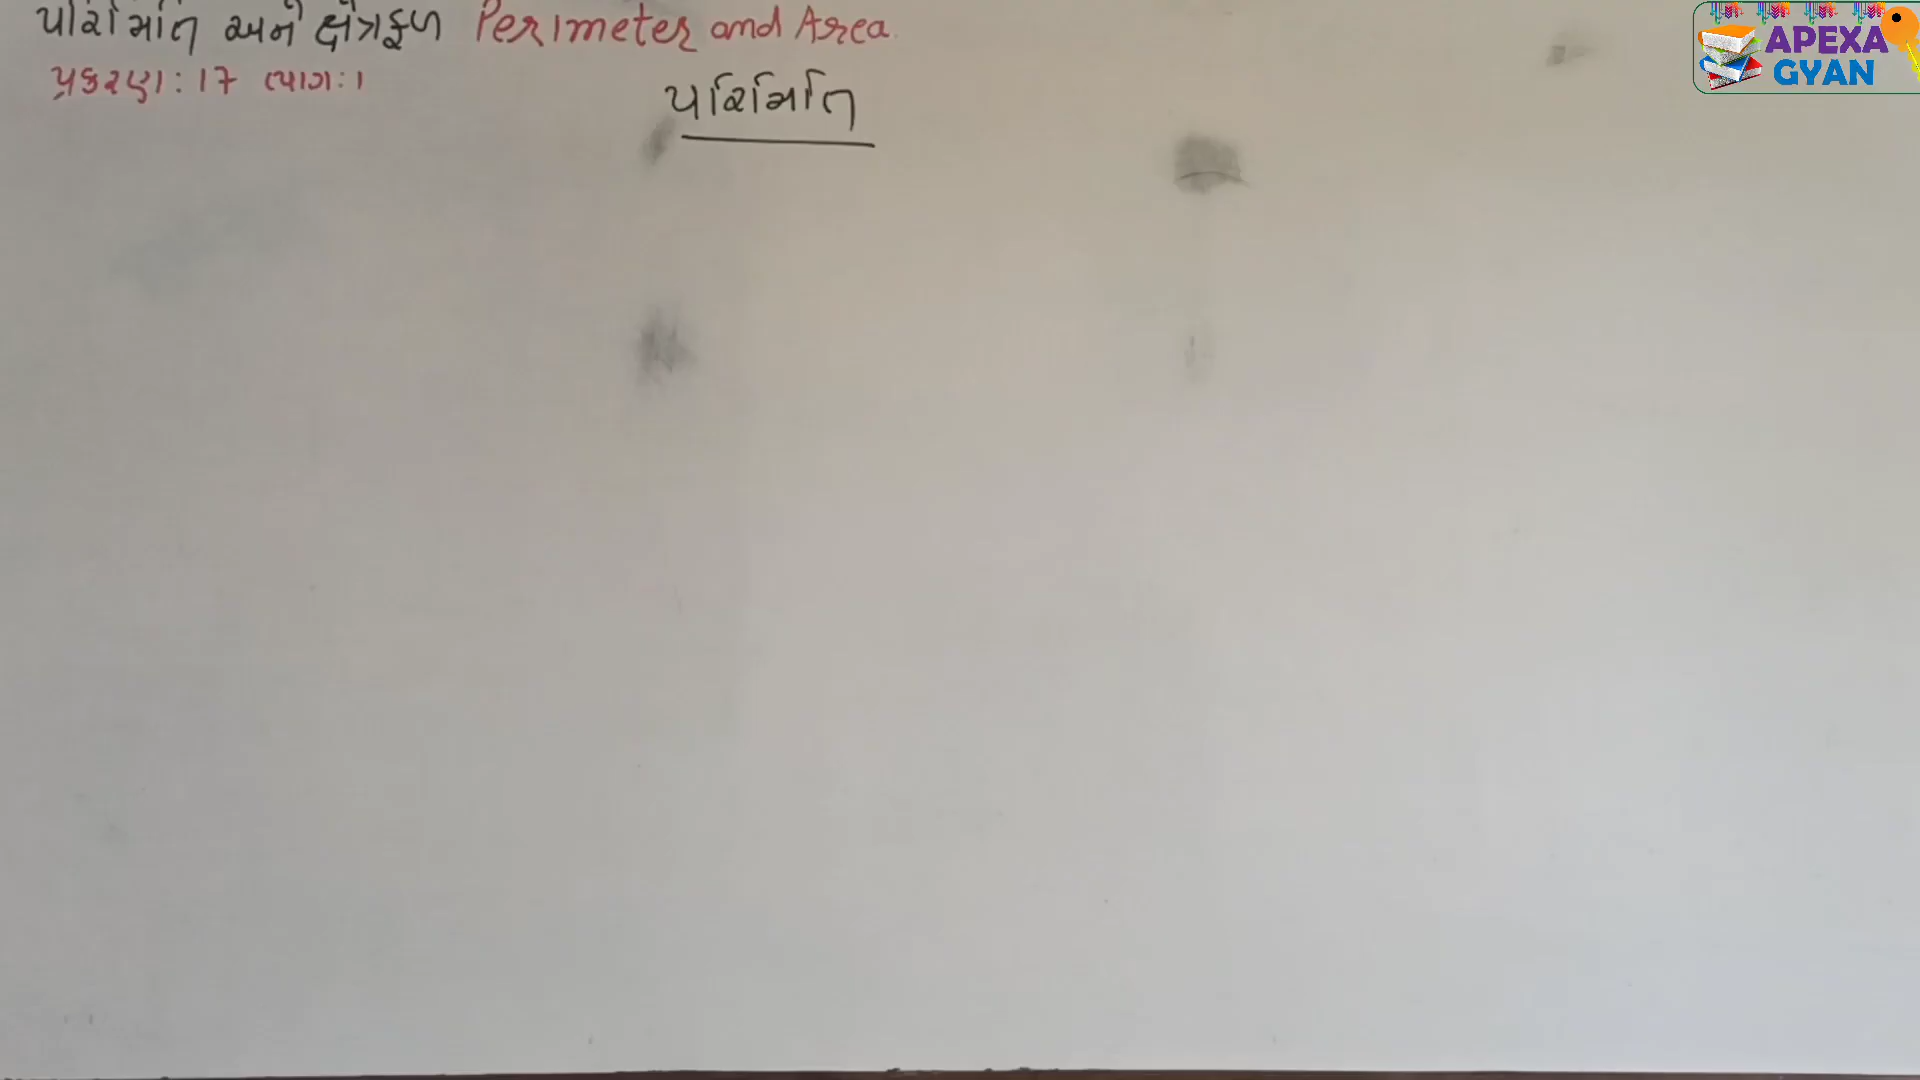 પરિમિતિ અને ક્ષેત્રફળ Perimeter and Area.
પ્રકરણ : 17 ભાગ : 1
પરિમિતિ
APEXA
GYAN